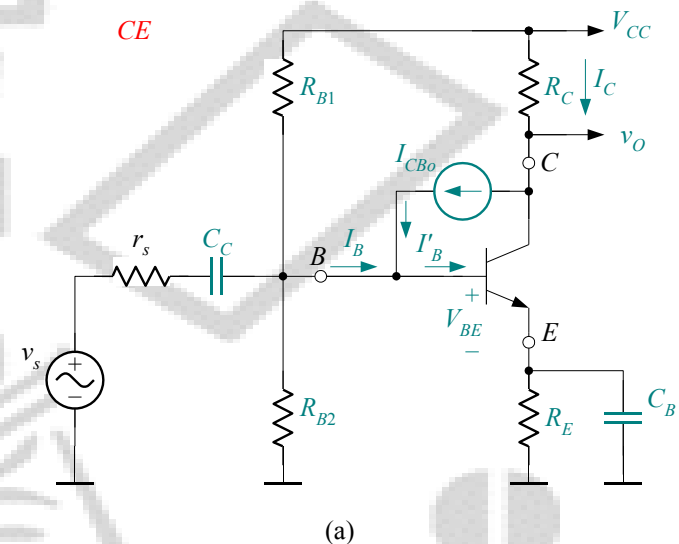 CE
V_CC
R_B1
R_C
I_C
v_O
I_CBo
C
r_s
C_C
B
I_B
I'_B
+
V_BE
−
E
v_s
+
−
R_B2
R_E
C_B
(a)